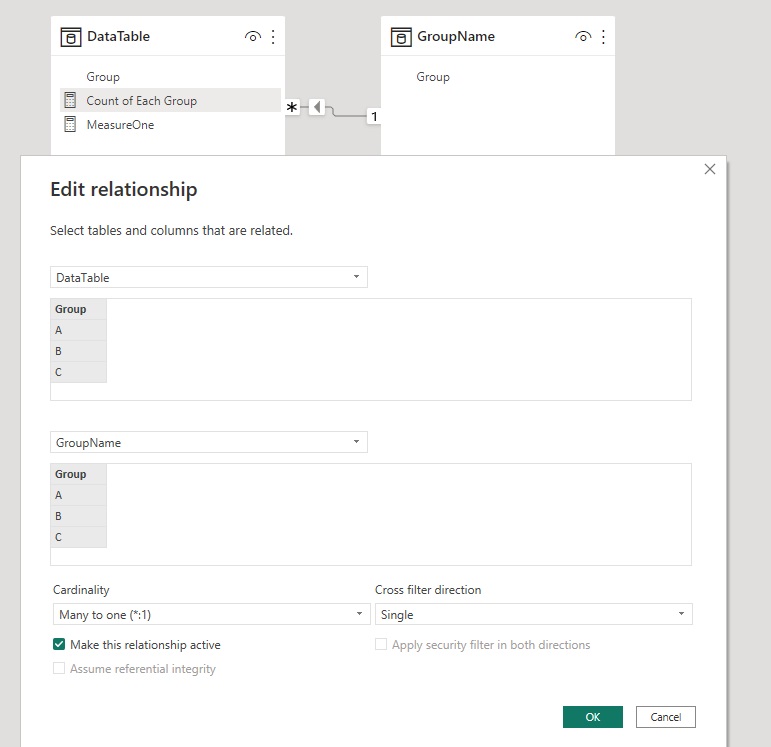 DataTable
GroupName
Group
Group
Count of Each Group
MeasureOne
* 1
Edit relationship
Select tables and columns that are related.
DataTable
Group
A
B
C
GroupName
Group
A
B
C
Cardinality Cross filter direction
Many to one (*:1) Single
Make this relationship active Apply security filter in both directions
Assume referential integrity
OK Cancel